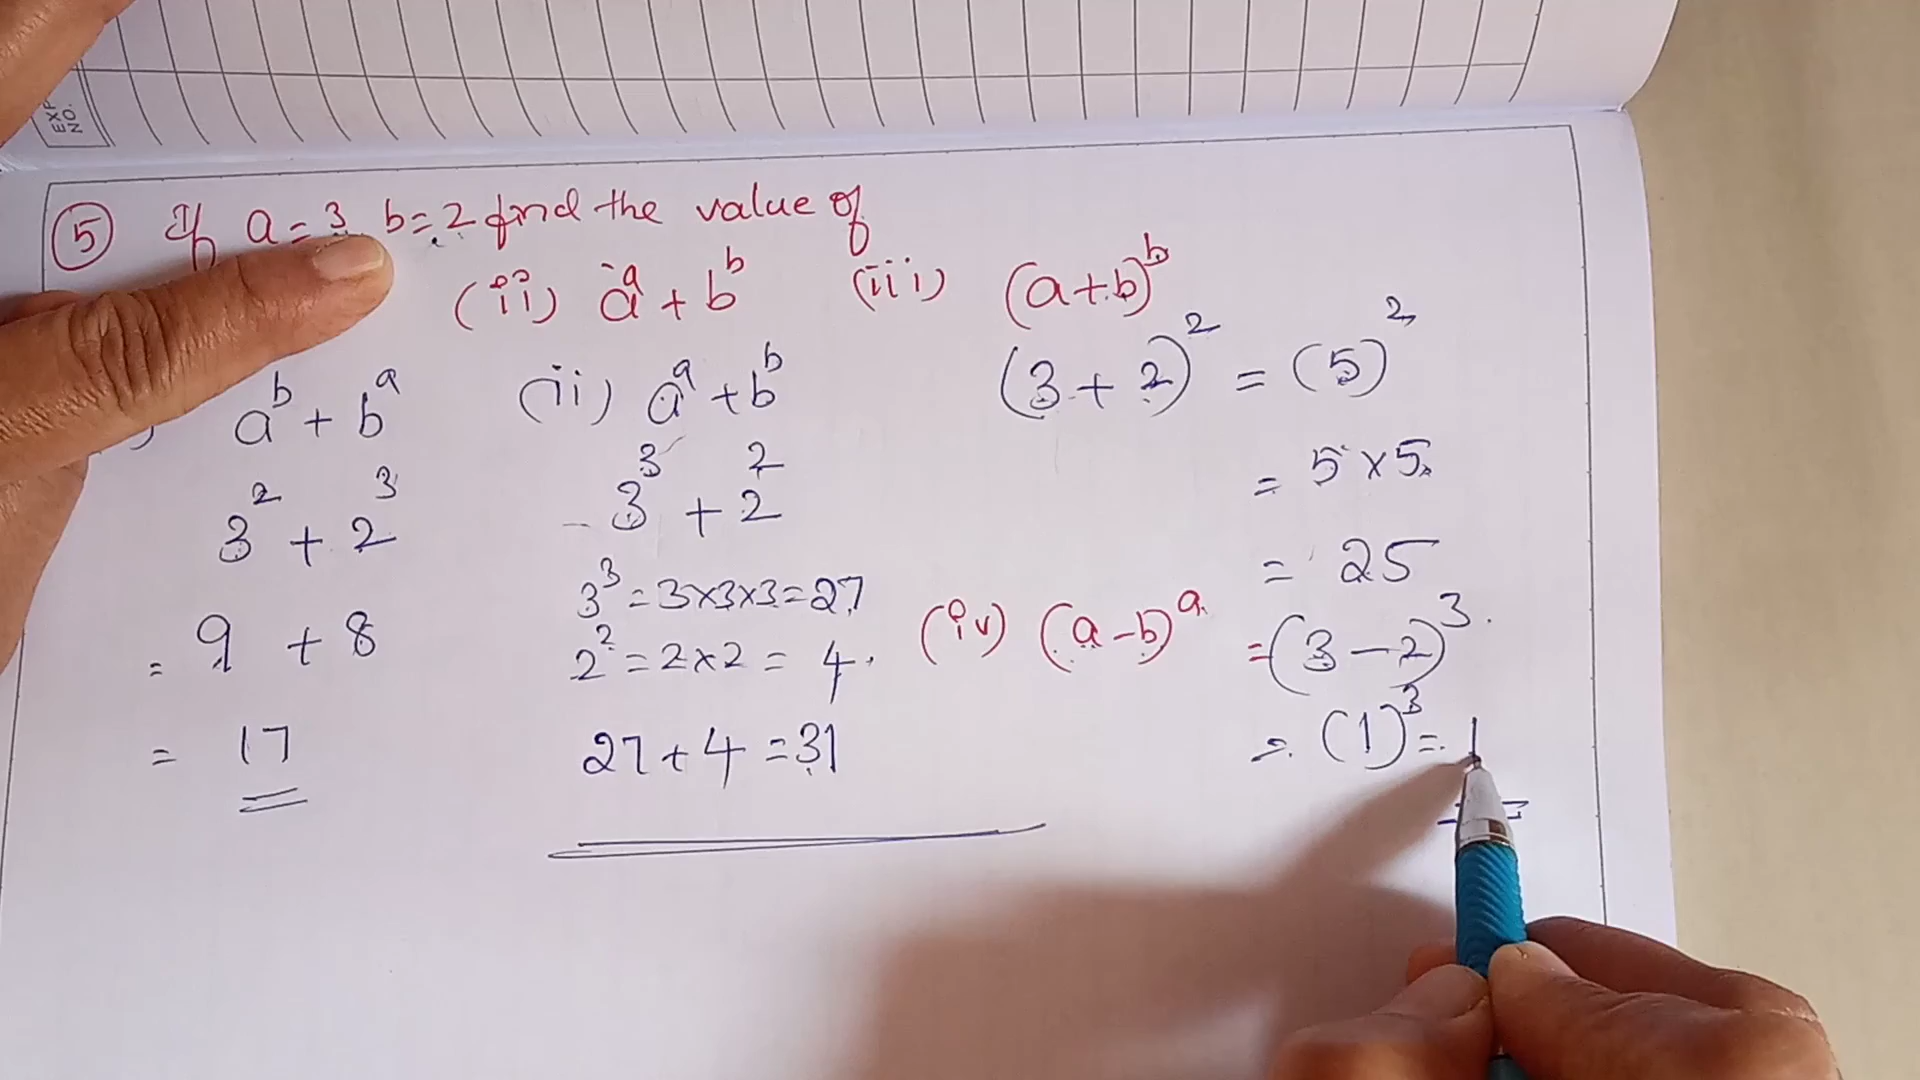 EXP NO.
⑤ If a = 3 b = 2 find the value of
(ii) a^a + b^b (iii) (a+b)^b
a^b + b^a
3^2 + 2^3
= 9 + 8
= 17
(ii) a^a + b^b
3^3 + 2^2
3^3 = 3×3×3 = 27
2^2 = 2×2 = 4.
27 + 4 = 31
(3+2)^2 = (5)^2
= 5×5
= 25
(iv) (a-b)^a = (3-2)^3.
= (1)^3 = 1